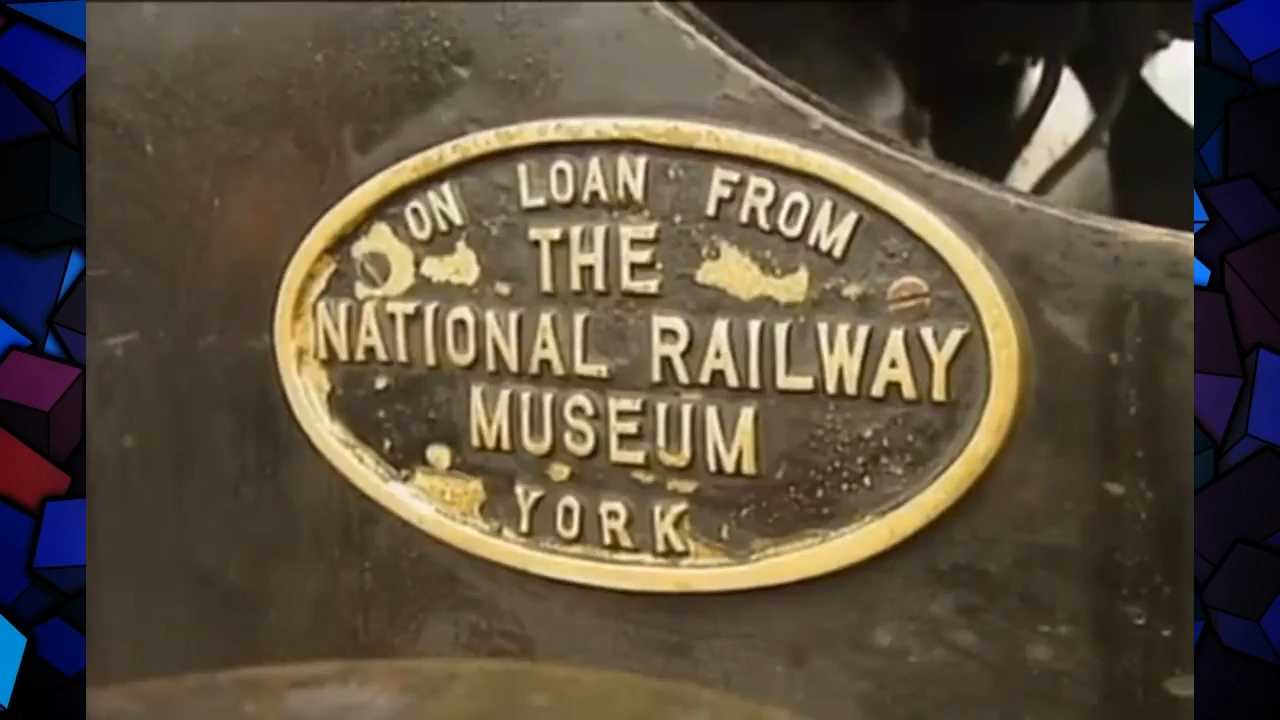 ON LOAN FROM
THE
NATIONAL RAILWAY
MUSEUM
YORK